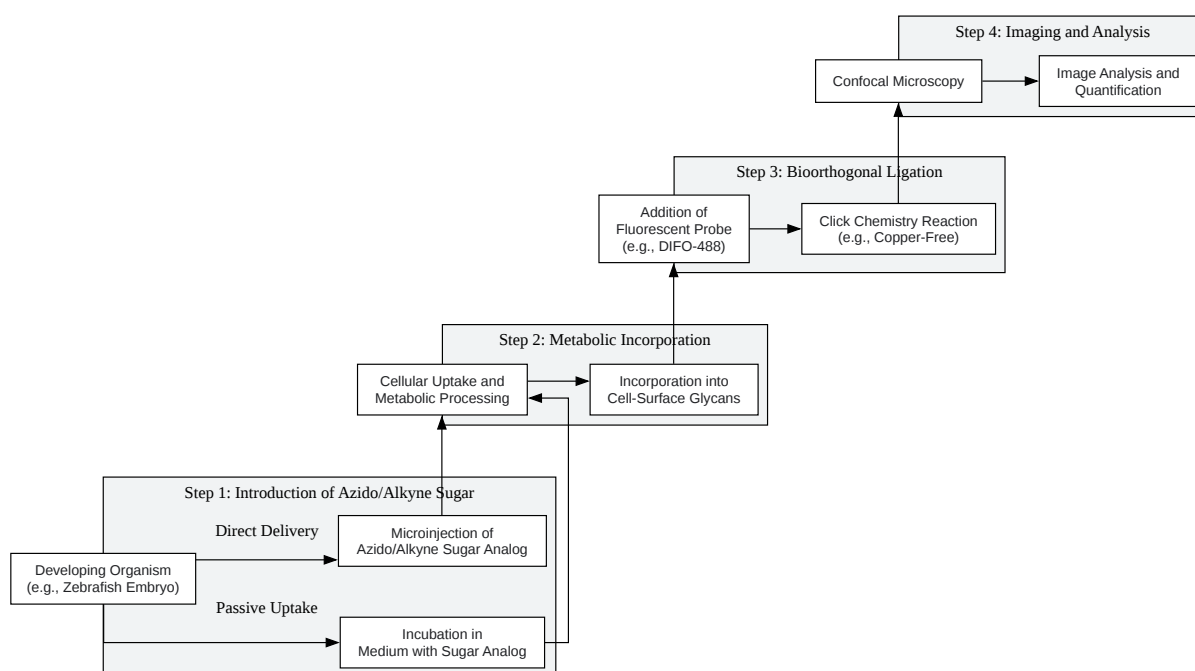 Step 4: Imaging and Analysis
Confocal Microscopy
Image Analysis and
Quantification
Step 3: Bioorthogonal Ligation
Addition of
Fluorescent Probe
(e.g., DIFO-488)
Click Chemistry Reaction
(e.g., Copper-Free)
Step 2: Metabolic Incorporation
Cellular Uptake and
Metabolic Processing
Incorporation into
Cell-Surface Glycans
Step 1: Introduction of Azido/Alkyne Sugar
Direct Delivery
Microinjection of
Azido/Alkyne Sugar Analog
Developing Organism
(e.g., Zebrafish Embryo)
Passive Uptake
Incubation in
Medium with Sugar Analog